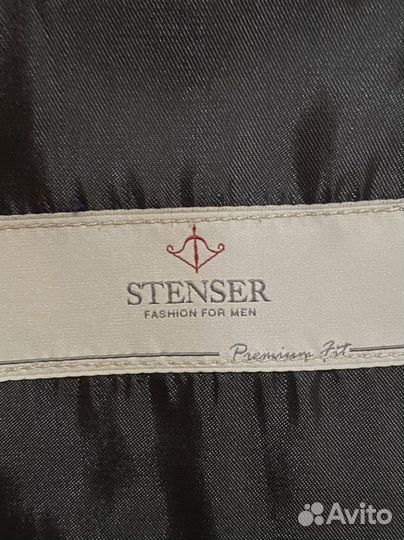 STENSER
FASHION FOR MEN
Premium Fit.
Avito